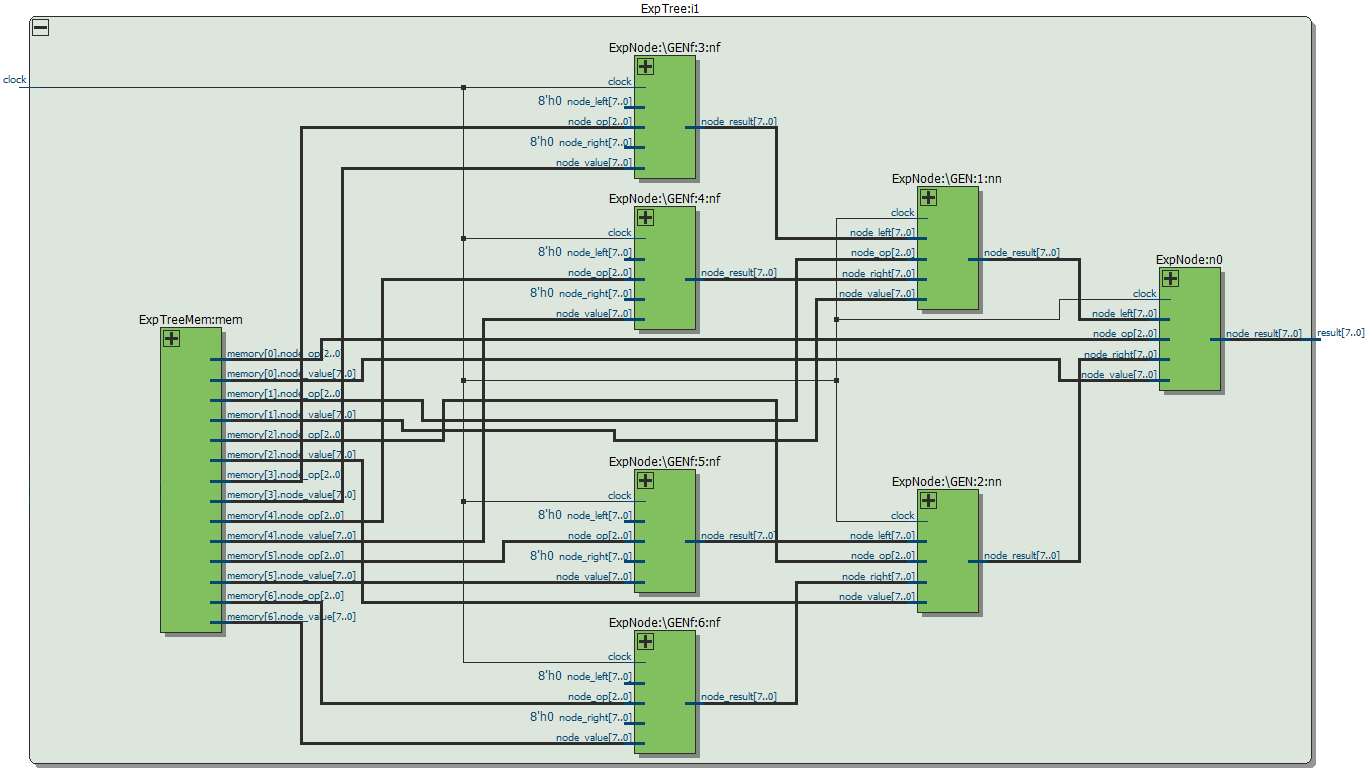 ExpTree:i1
clock
ExpNode:\GENf:3:nf
clock
8'h0 node_left[7..0]
node_op[2..0]
8'h0 node_right[7..0]
node_value[7..0]
node_result[7..0]
ExpNode:\GENf:4:nf
clock
8'h0 node_left[7..0]
node_op[2..0]
8'h0 node_right[7..0]
node_value[7..0]
node_result[7..0]
ExpNode:\GEN:1:nn
clock
node_left[7..0]
node_op[2..0]
node_right[7..0]
node_value[7..0]
node_result[7..0]
ExpNode:n0
clock
node_left[7..0]
node_op[2..0]
node_right[7..0]
node_value[7..0]
node_result[7..0]
result[7..0]
ExpTreeMem:mem
memory[0].node_op[2..0]
memory[0].node_value[7..0]
memory[1].node_op[2..0]
memory[1].node_value[7..0]
memory[2].node_op[2..0]
memory[2].node_value[7..0]
memory[3].node_op[2..0]
memory[3].node_value[7..0]
memory[4].node_op[2..0]
memory[4].node_value[7..0]
memory[5].node_op[2..0]
memory[5].node_value[7..0]
memory[6].node_op[2..0]
memory[6].node_value[7..0]
ExpNode:\GENf:5:nf
clock
8'h0 node_left[7..0]
node_op[2..0]
8'h0 node_right[7..0]
node_value[7..0]
node_result[7..0]
ExpNode:\GEN:2:nn
clock
node_left[7..0]
node_op[2..0]
node_right[7..0]
node_value[7..0]
node_result[7..0]
ExpNode:\GENf:6:nf
clock
8'h0 node_left[7..0]
node_op[2..0]
8'h0 node_right[7..0]
node_value[7..0]
node_result[7..0]